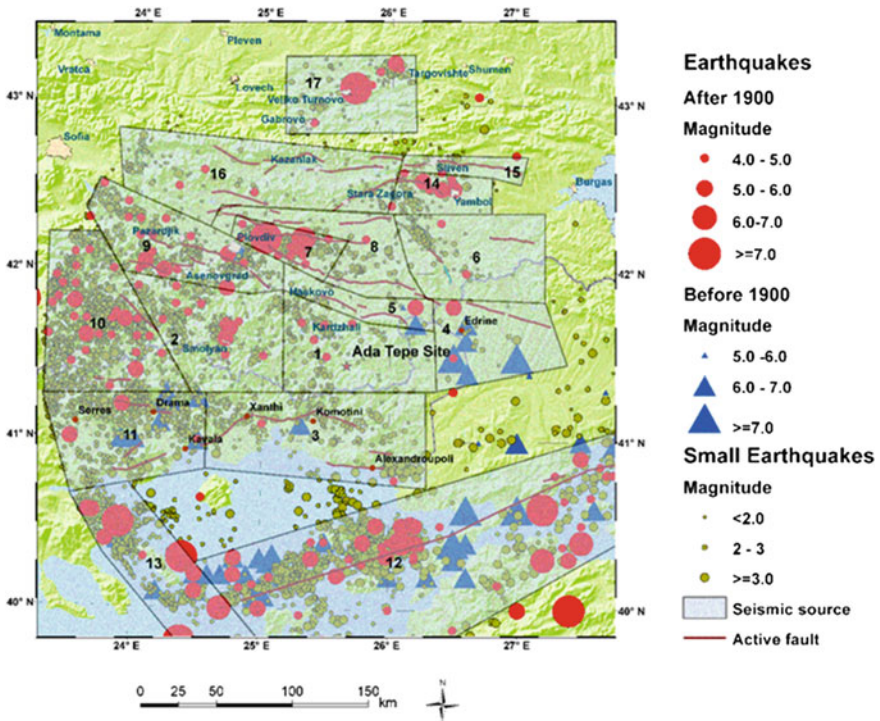 24° E 25° E 26° E 27° E
Montama
Pleven
Vratca
Lovech
Targovishte
Shumen
17
Veliko Turnovo
Gabrovo
43° N
43° N
Sofia
Kazanlak
16
Sliven
15
14
Stara Zagora
Yambol
Burgas
Pazardjik
9
Plovdiv
7
8
6
42° N
42° N
Asenovgrad
Haskovo
5
4
Edrine
10
2
Smolyan
Kardzhali
1
Ada Tepe Site
Serres
Drama
Xanthi
Komotini
11
Kavala
3
41° N
41° N
Alexandroupoli
13
12
40° N
40° N
24° E 25° E 26° E 27° E
0 25 50 100 150
km
N
Earthquakes
After 1900
Magnitude
4.0 - 5.0
5.0 - 6.0
6.0-7.0
>=7.0
Before 1900
Magnitude
5.0 -6.0
6.0 - 7.0
>=7.0
Small Earthquakes
Magnitude
<2.0
2 - 3
>=3.0
Seismic source
Active fault